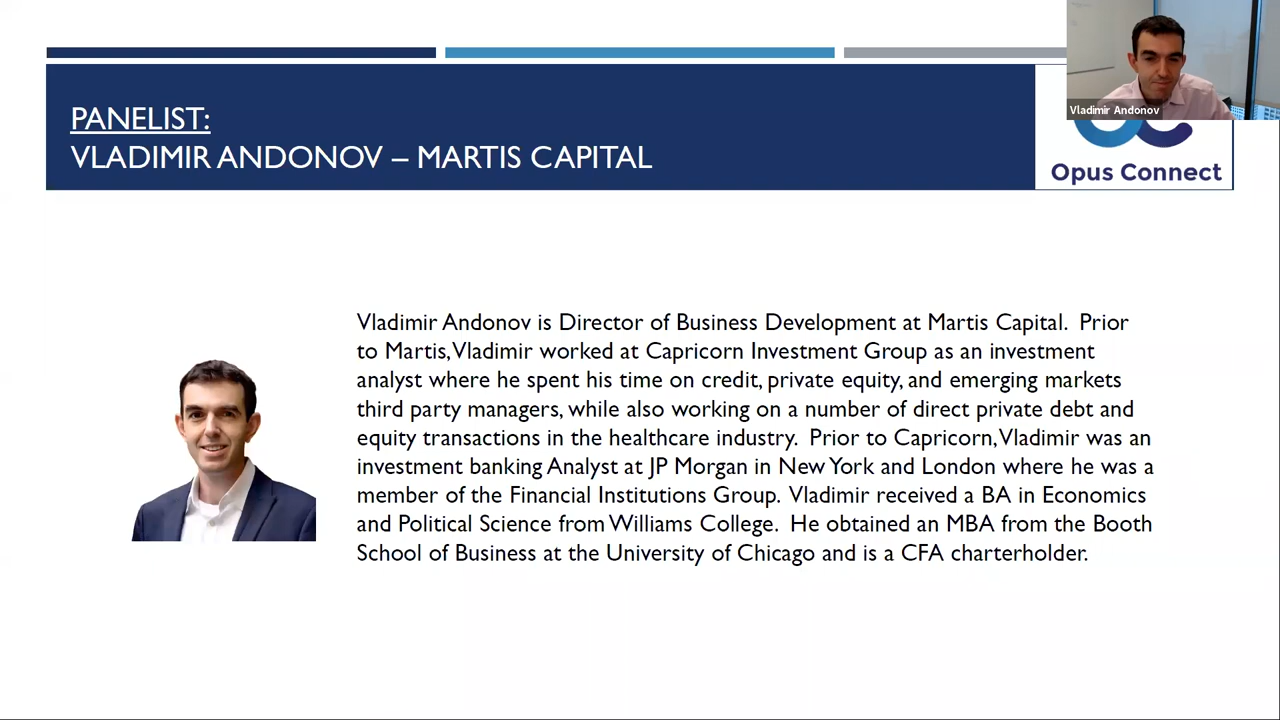 PANELIST:
VLADIMIR ANDONOV – MARTIS CAPITAL
Vladimir Andonov
Opus Connect
Vladimir Andonov is Director of Business Development at Martis Capital.  Prior
to Martis, Vladimir worked at Capricorn Investment Group as an investment
analyst where he spent his time on credit, private equity, and emerging markets
third party managers, while also working on a number of direct private debt and
equity transactions in the healthcare industry.  Prior to Capricorn, Vladimir was an
investment banking Analyst at JP Morgan in New York and London where he was a
member of the Financial Institutions Group.  Vladimir received a BA in Economics
and Political Science from Williams College.  He obtained an MBA from the Booth
School of Business at the University of Chicago and is a CFA charterholder.